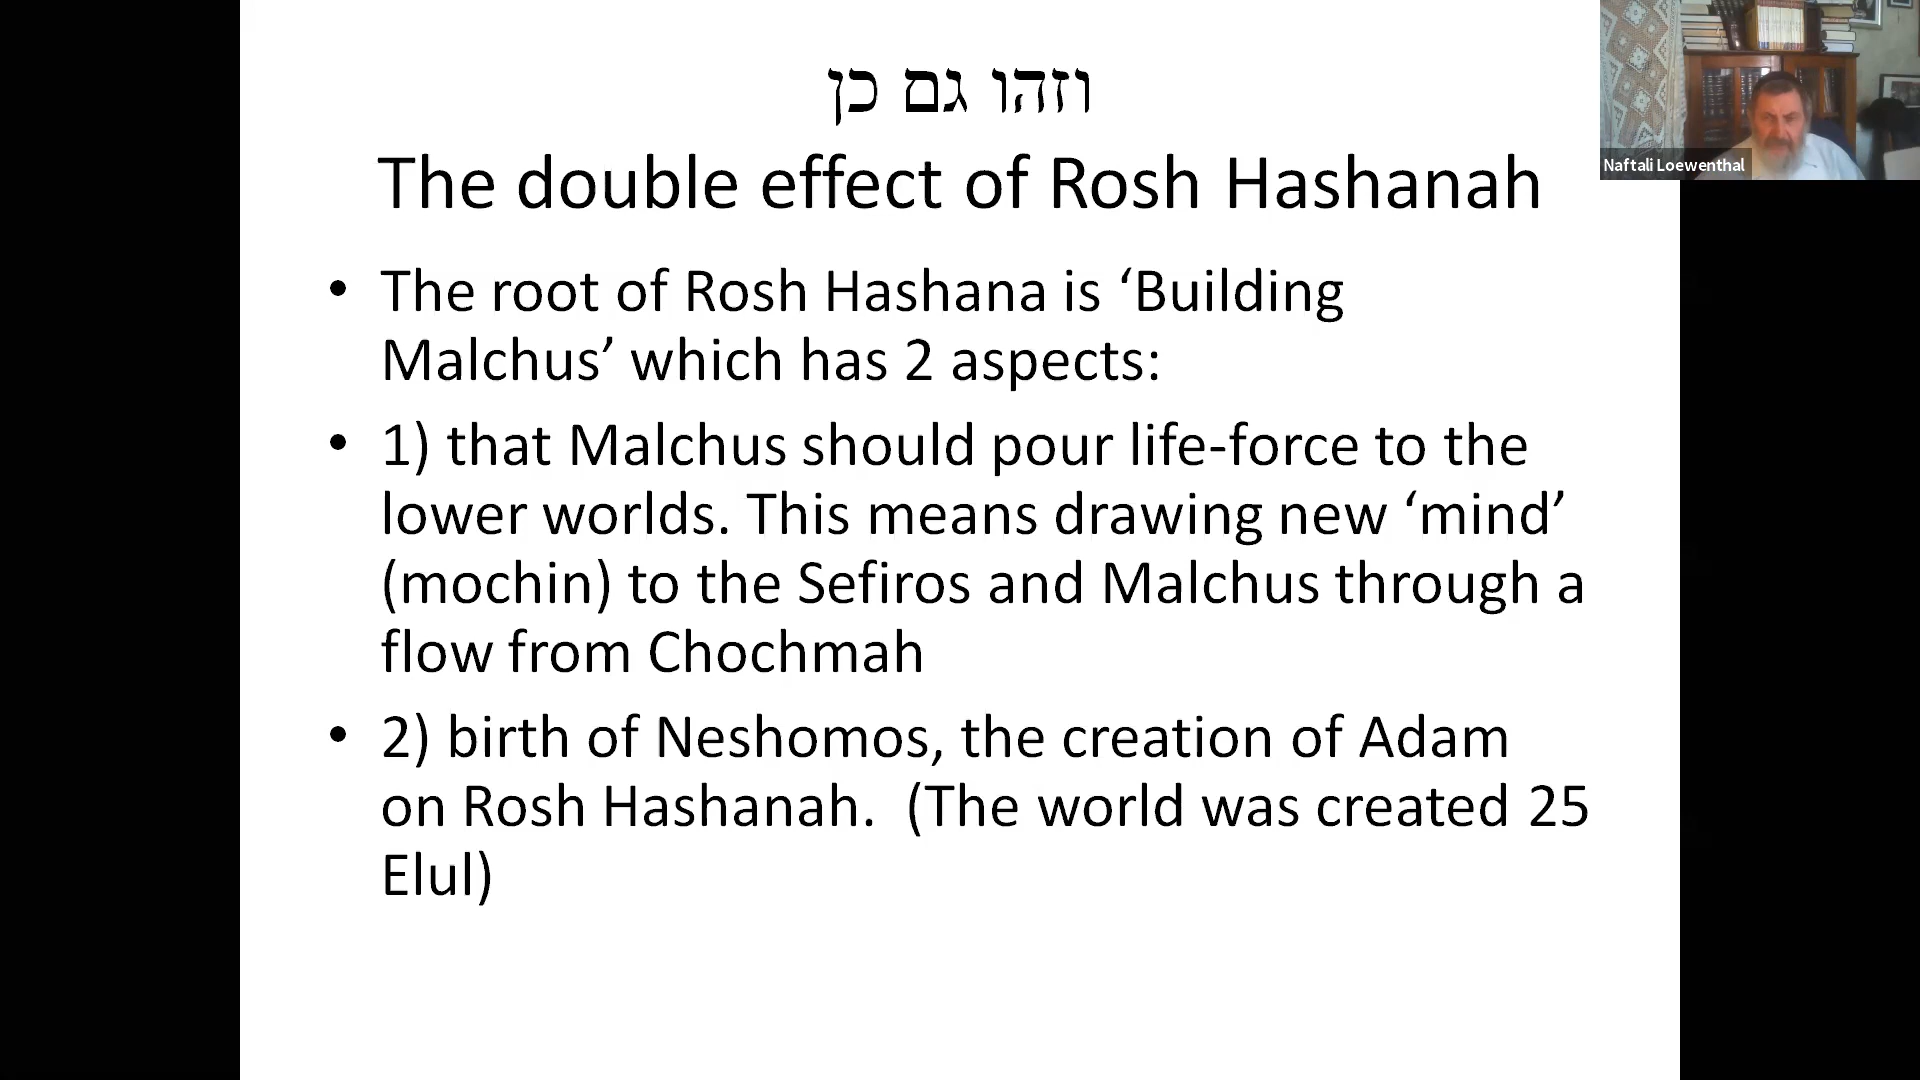 וזהו גם כן
The double effect of Rosh Hashanah
• The root of Rosh Hashana is ‘Building
Malchus’ which has 2 aspects:
• 1) that Malchus should pour life-force to the
lower worlds. This means drawing new ‘mind’
(mochin) to the Sefiros and Malchus through a
flow from Chochmah
• 2) birth of Neshomos, the creation of Adam
on Rosh Hashanah.  (The world was created 25
Elul)
Naftali Loewenthal